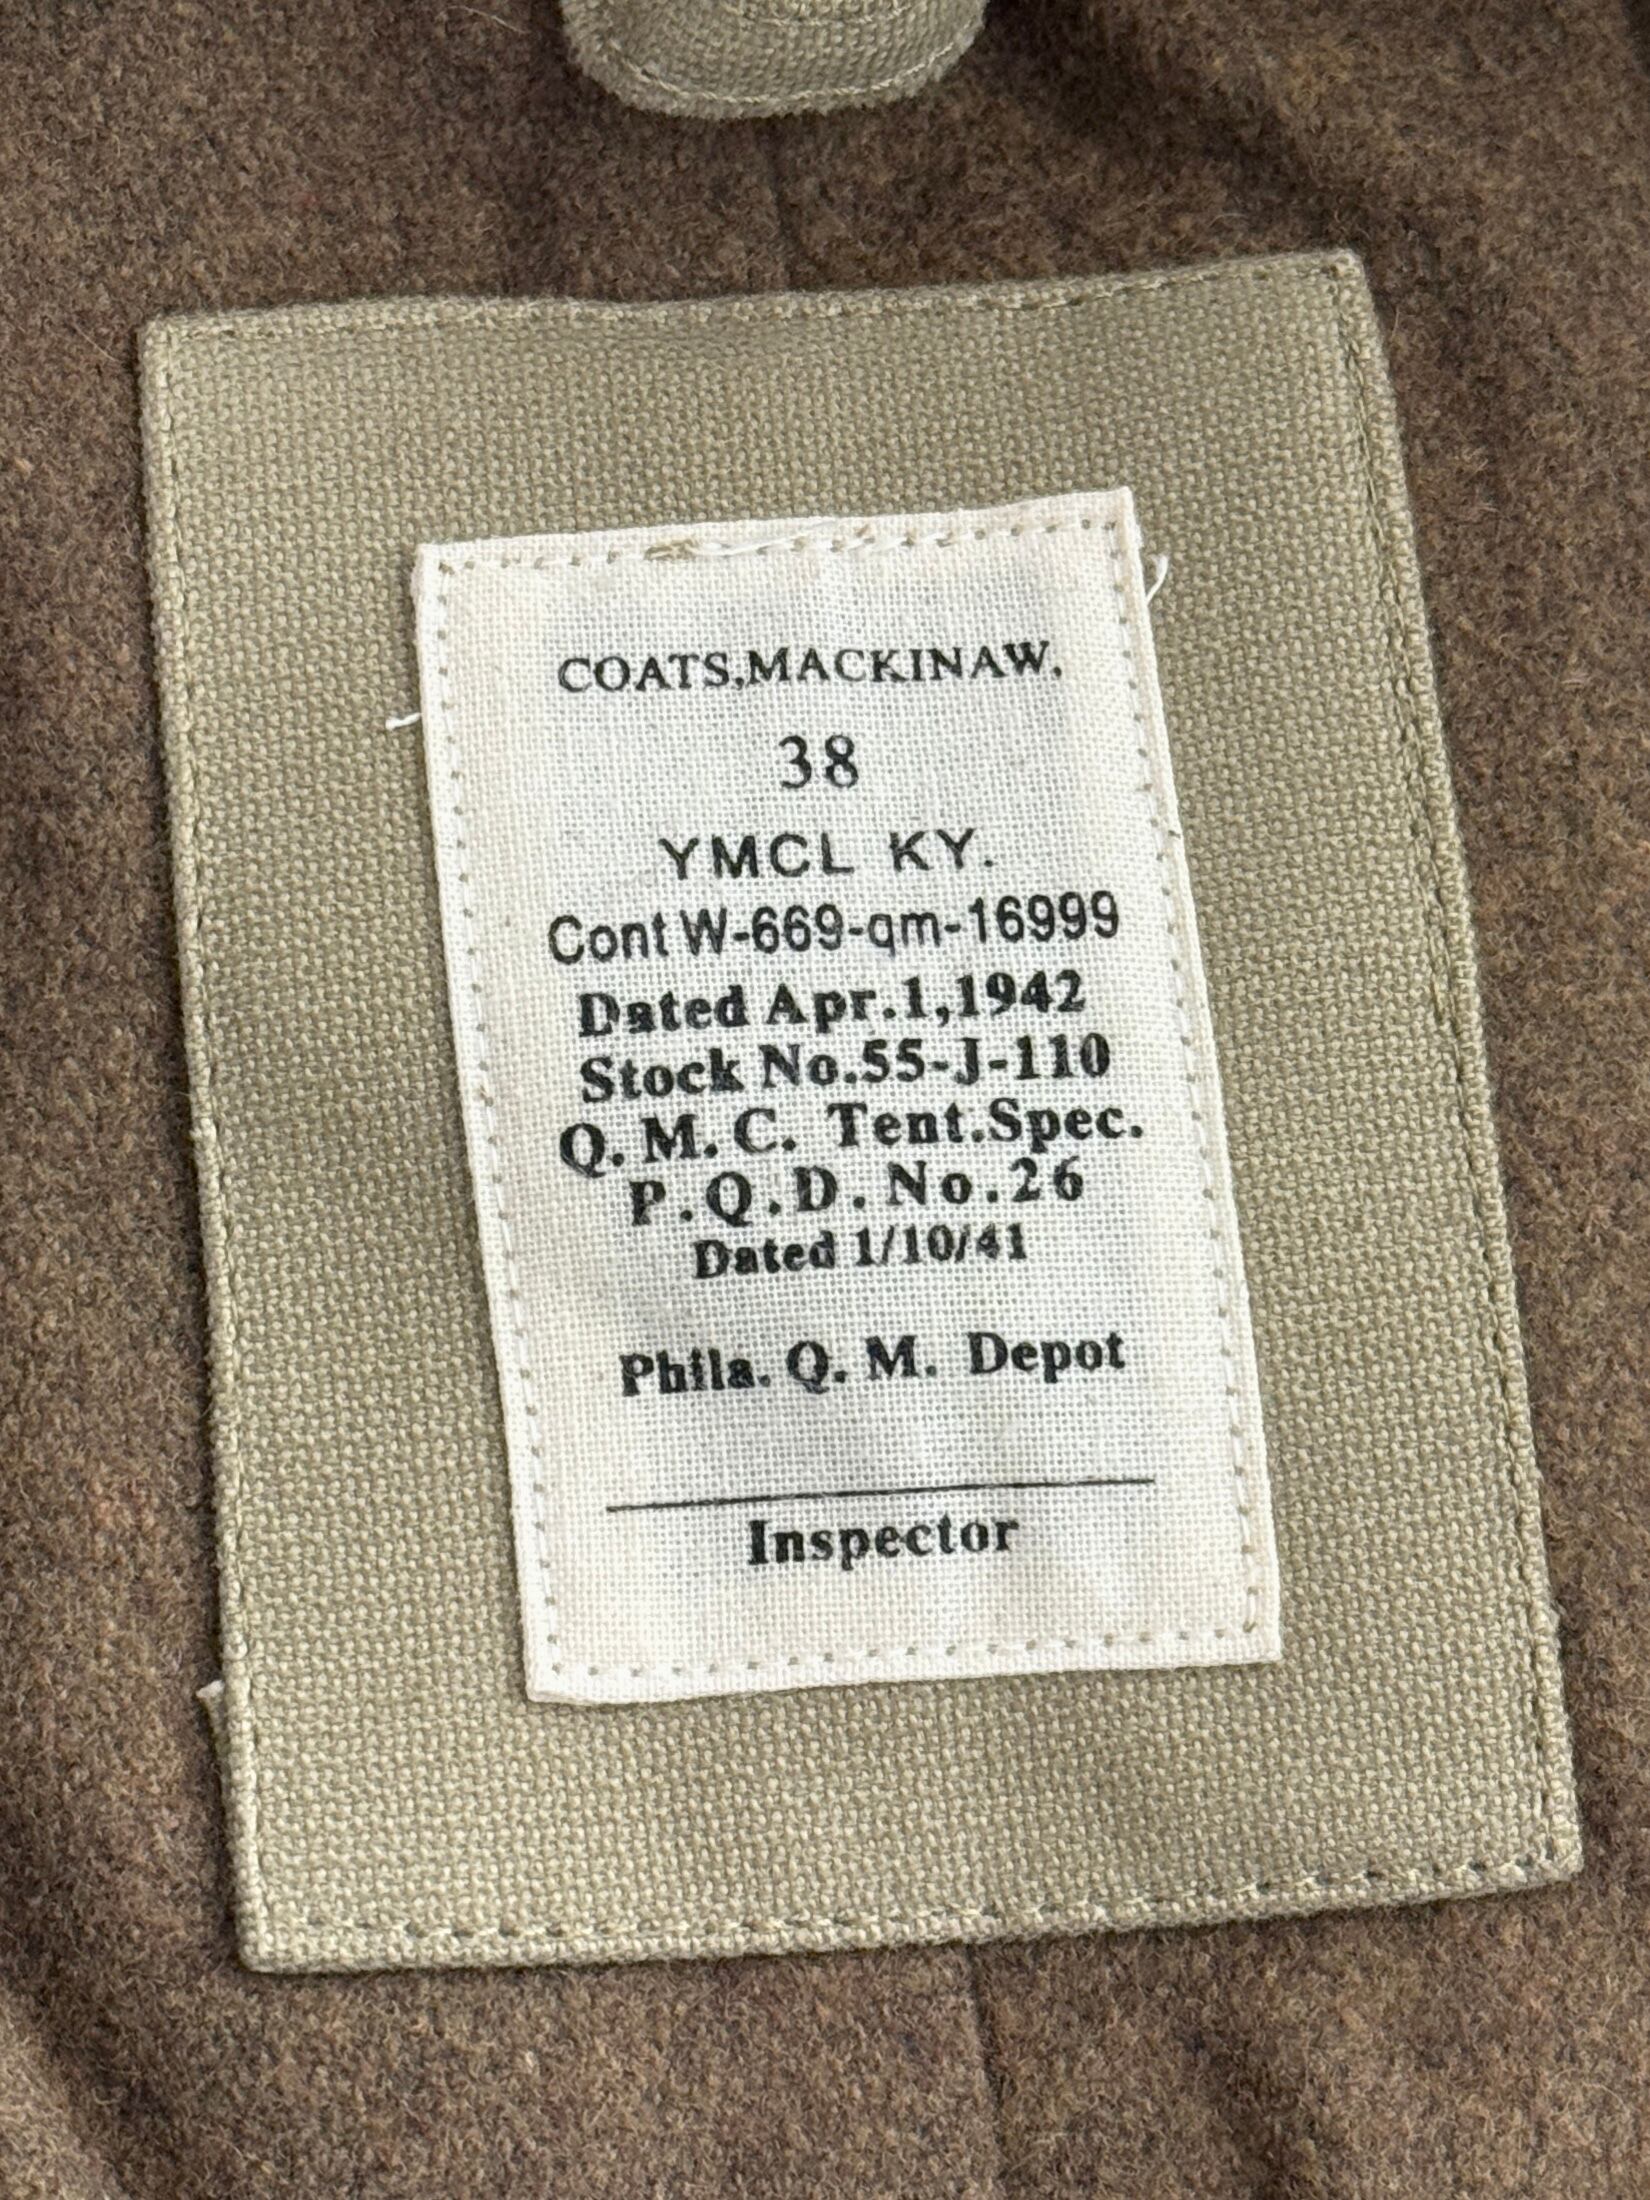 COATS,MACKINAW.
38
YMCL KY.
Cont W-669-qm-16999
Dated Apr.1,1942
Stock No.55-J-110
Q. M. C. Tent.Spec.
P.Q.D.No.26
Dated 1/10/41
Phila. Q. M. Depot
Inspector